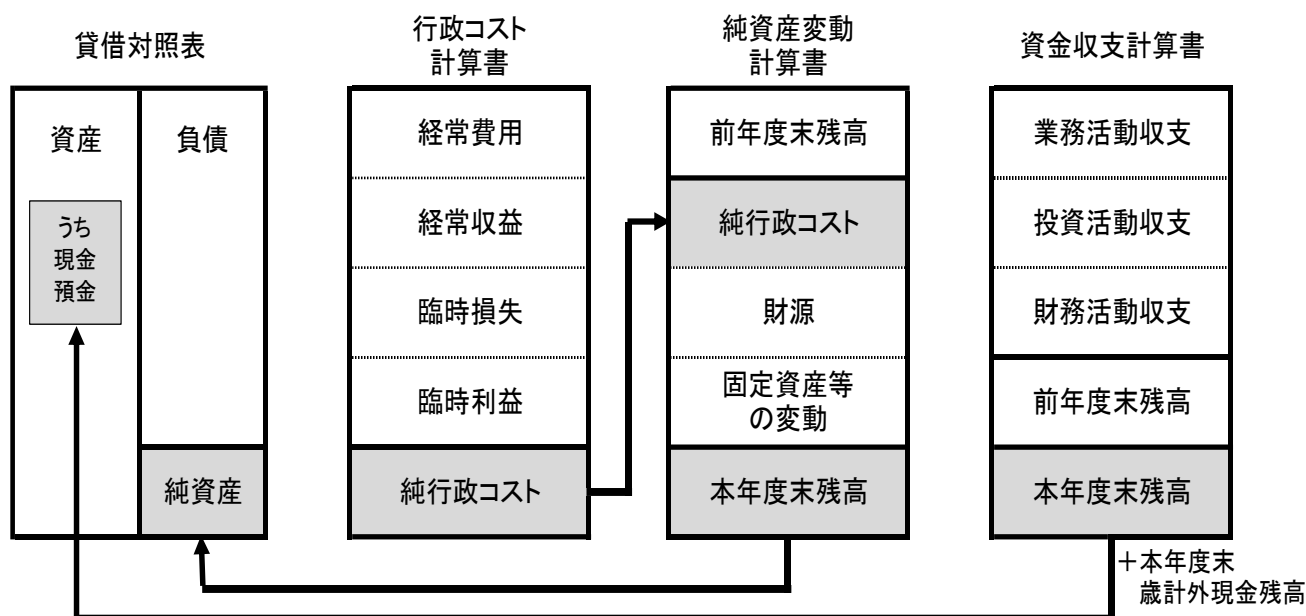 貸借対照表
資産
負債
うち
現金
預金
純資産
行政コスト
計算書
経常費用
経常収益
臨時損失
臨時利益
純行政コスト
純資産変動
計算書
前年度末残高
純行政コスト
財源
固定資産等
の変動
本年度末残高
資金収支計算書
業務活動収支
投資活動収支
財務活動収支
前年度末残高
本年度末残高
＋本年度末
歳計外現金残高